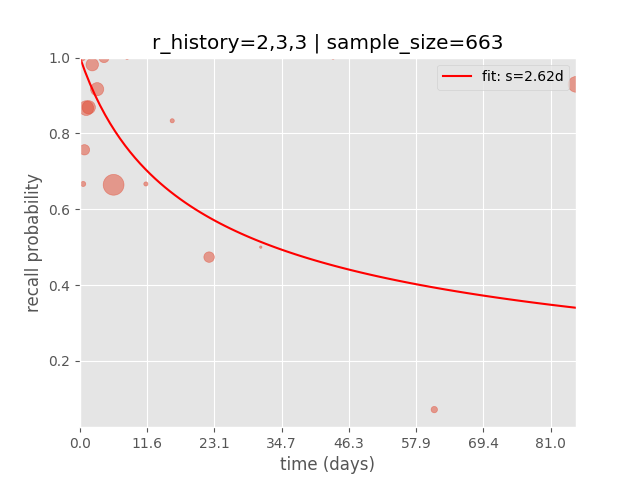 r_history=2,3,3 | sample_size=663
fit: s=2.62d
1.0
0.8
0.6
0.4
0.2
recall probability
0.0 11.6 23.1 34.7 46.3 57.9 69.4 81.0
time (days)